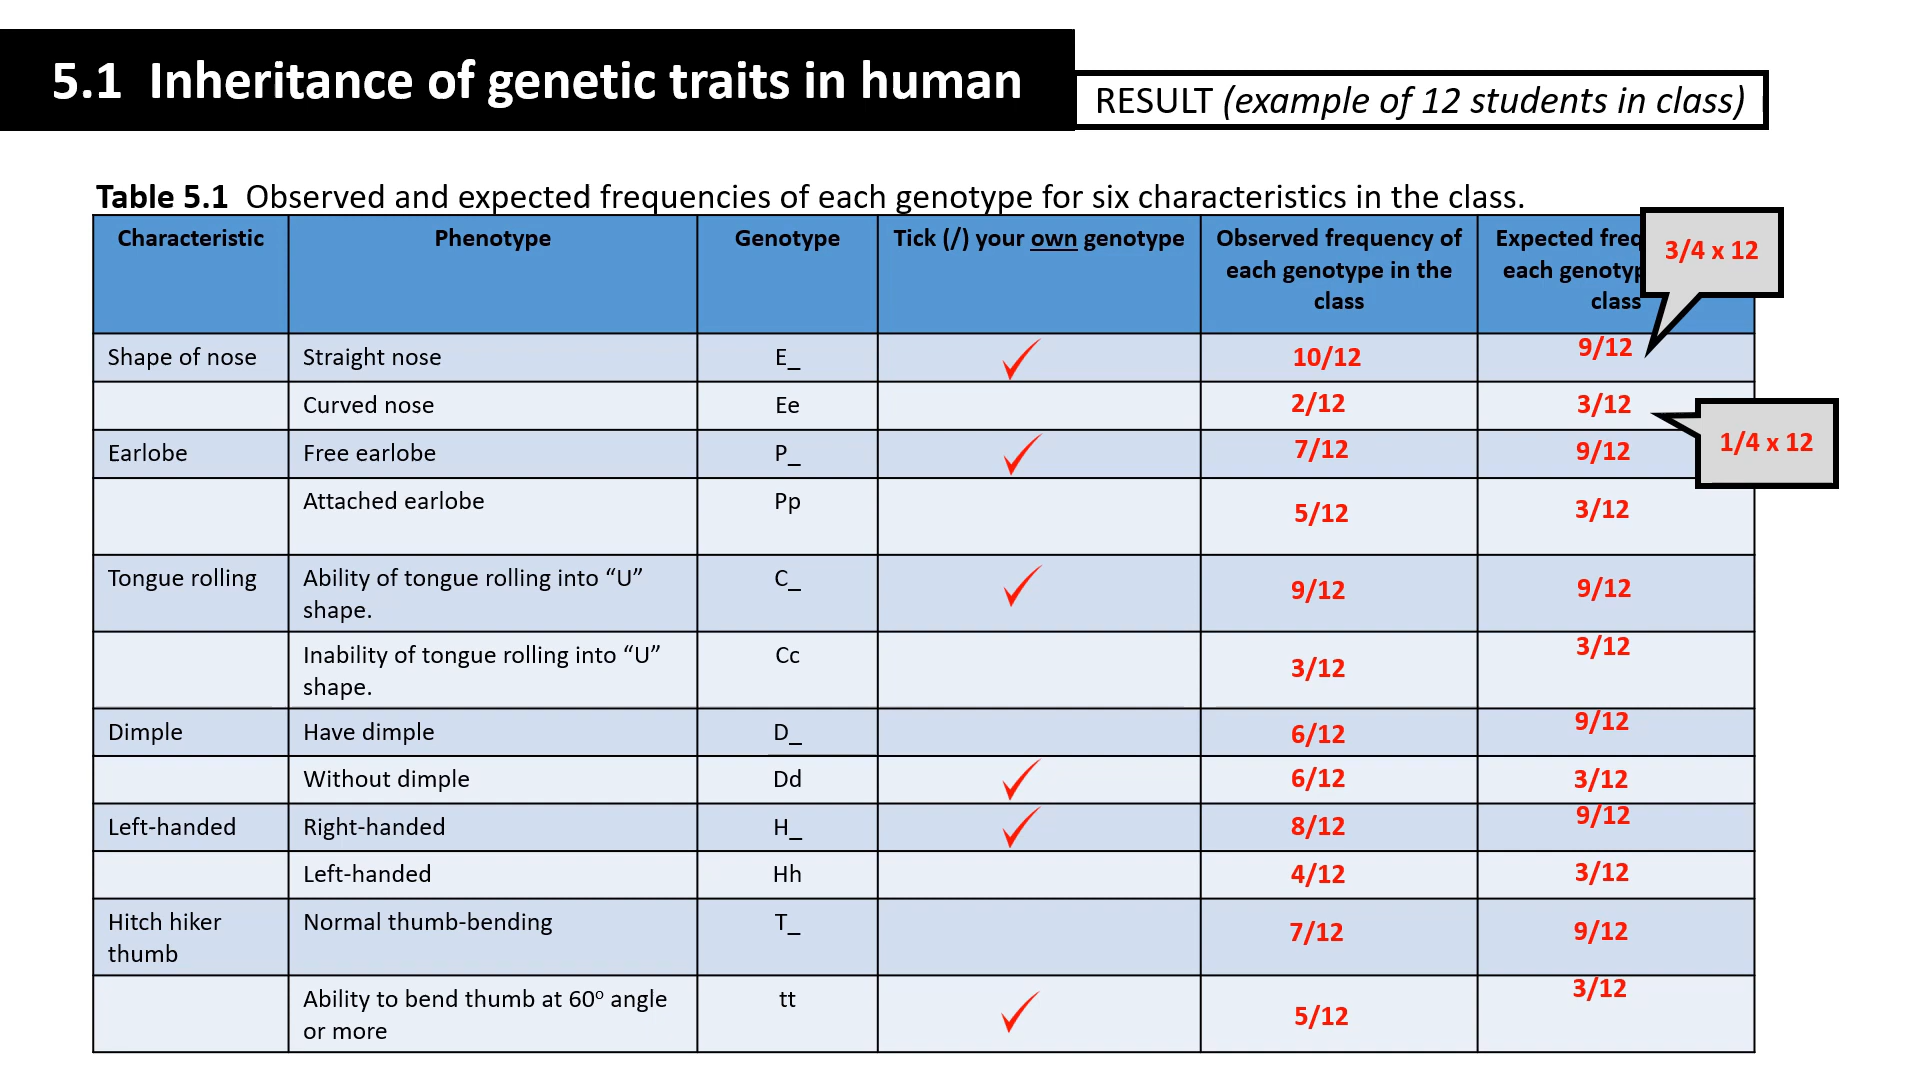 5.1 Inheritance of genetic traits in human
RESULT (example of 12 students in class)
Table 5.1 Observed and expected frequencies of each genotype for six characteristics in the class.
Characteristic
Phenotype
Genotype
Tick (/) your own genotype
Observed frequency of
each genotype in the
class
Expected
each
class
3/4 x 12
Shape of nose
Straight nose
E_
10/12
9/12
Curved nose
Ee
2/12
3/12
1/4 x 12
Earlobe
Free earlobe
P_
7/12
9/12
Attached earlobe
Pp
5/12
3/12
Tongue rolling
Ability of tongue rolling into “U”
shape.
C_
9/12
9/12
Inability of tongue rolling into “U”
shape.
Cc
3/12
3/12
Dimple
Have dimple
D_
6/12
9/12
Without dimple
Dd
6/12
3/12
Left-handed
Right-handed
H_
8/12
9/12
Left-handed
Hh
4/12
3/12
Hitch hiker
thumb
Normal thumb-bending
T_
7/12
9/12
Ability to bend thumb at 60º angle
or more
tt
5/12
3/12